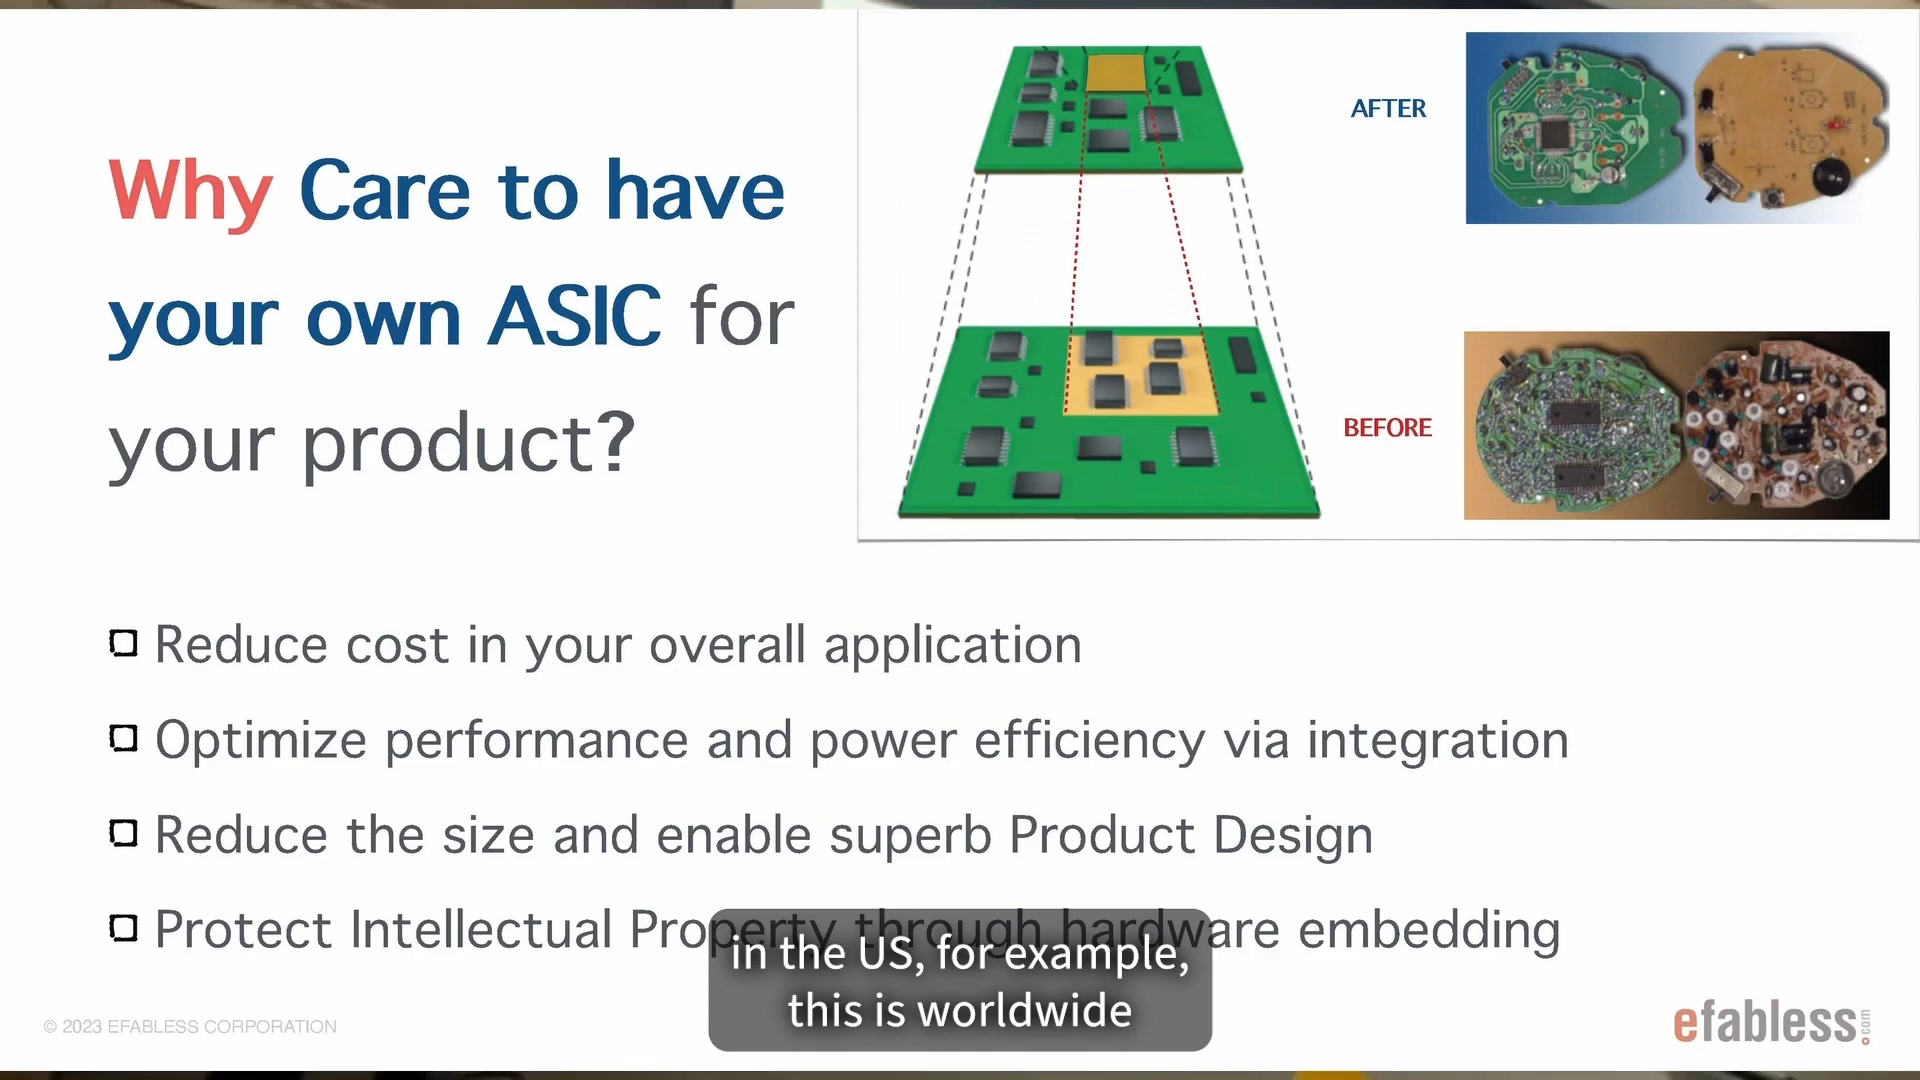 Why Care to have
your own ASIC for
your product?
AFTER
BEFORE
Reduce cost in your overall application
Optimize performance and power efficiency via integration
Reduce the size and enable superb Product Design
Protect Intellectual Property through hardware embedding
in the US, for example,
this is worldwide
© 2023 EFABLESS CORPORATION
efabless.com